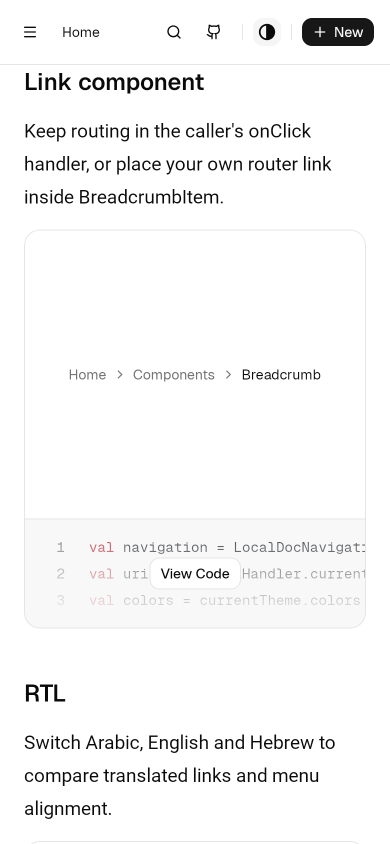 Home
New
Link component
Keep routing in the caller's onClick
handler, or place your own router link
inside BreadcrumbItem.
Home > Components > Breadcrumb
1 val navigation = LocalDocNavigati
2 val uri Handler.current
View Code
3 val colors = currentTheme.colors
RTL
Switch Arabic, English and Hebrew to
compare translated links and menu
alignment.